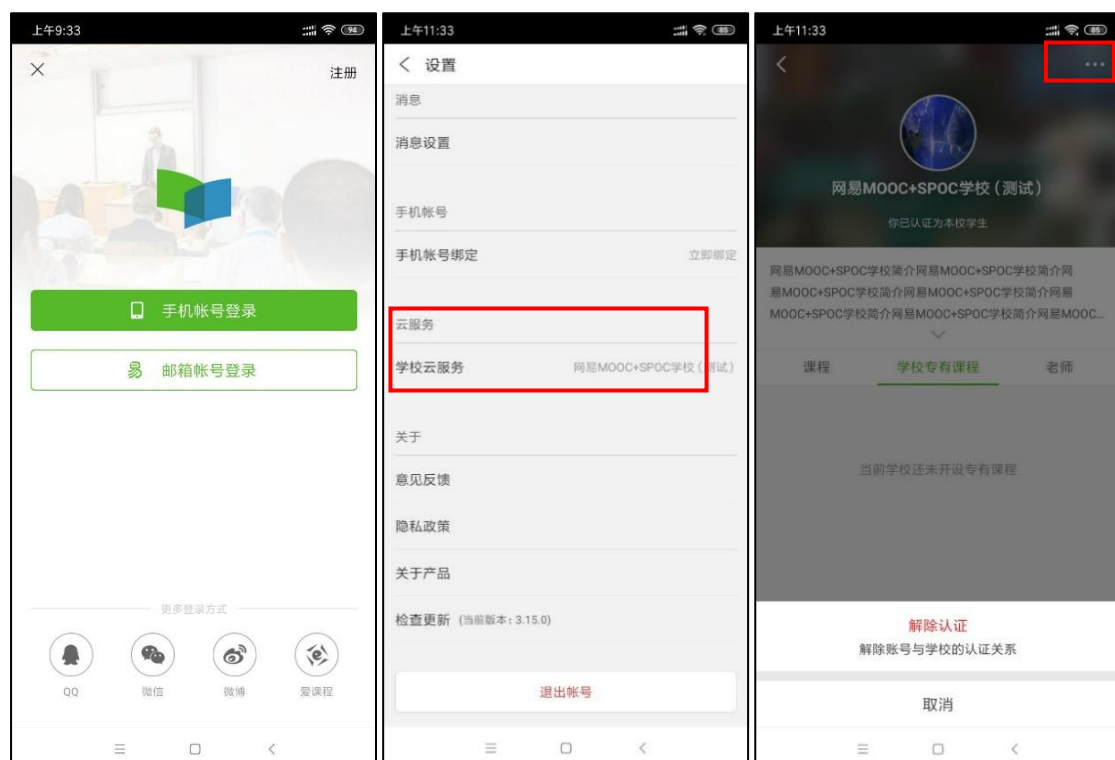 上午9:33
94
注册
手机帐号登录
易 邮箱帐号登录
更多登录方式
QQ 微信 微博 爱课程
上午11:33
85
设置
消息
消息设置
手机帐号
手机帐号绑定 立即绑定
云服务
学校云服务 网易MOOC+SPOC学校(测试)
关于
意见反馈
隐私政策
关于产品
检查更新 (当前版本: 3.15.0)
退出帐号
上午11:33
85
网易MOOC+SPOC学校(测试)
你已认证为本校学生
网易MOOC+SPOC学校简介网易MOOC+SPOC学校简介网
易MOOC+SPOC学校简介网易MOOC+SPOC学校简介网易
MOOC+SPOC学校简介网易MOOC+SPOC学校简介网易MOOC...
课程 学校专有课程 老师
当前学校还未开设专有课程
解除认证
解除账号与学校的认证关系
取消